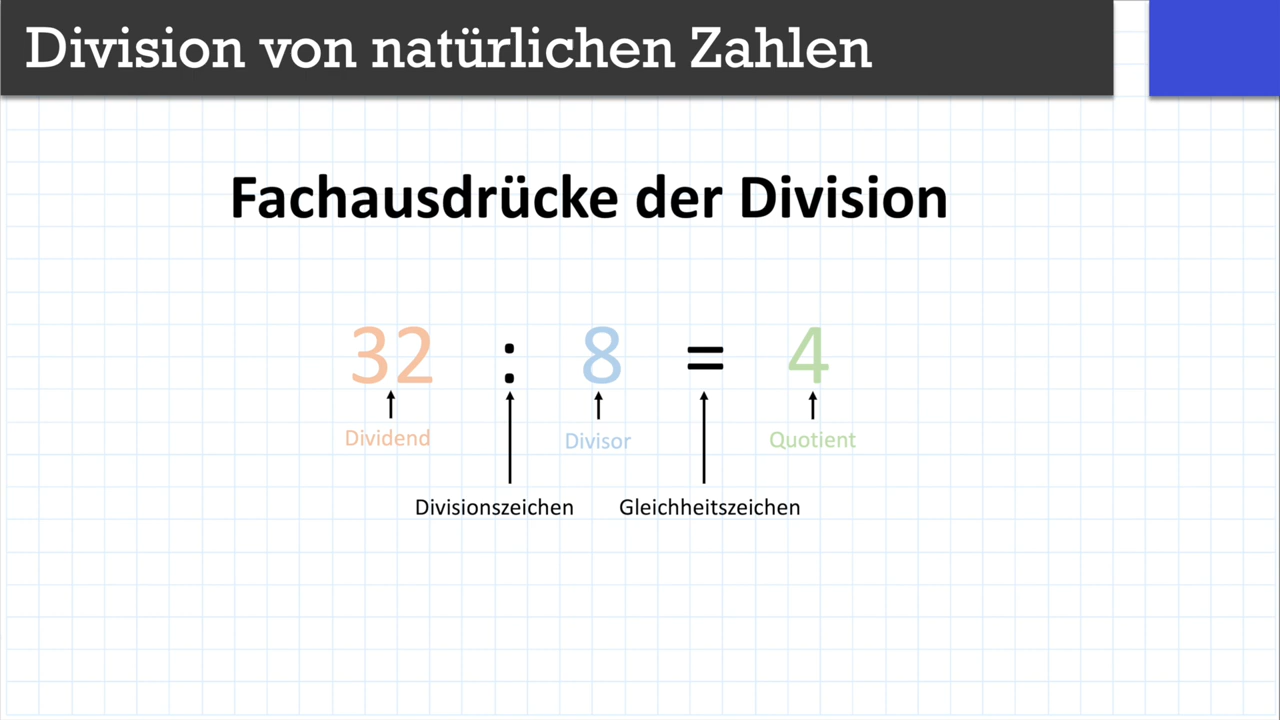 Division von natürlichen Zahlen
Fachausdrücke der Division
32 : 8 = 4
Dividend Divisor Quotient
Divisionszeichen Gleichheitszeichen